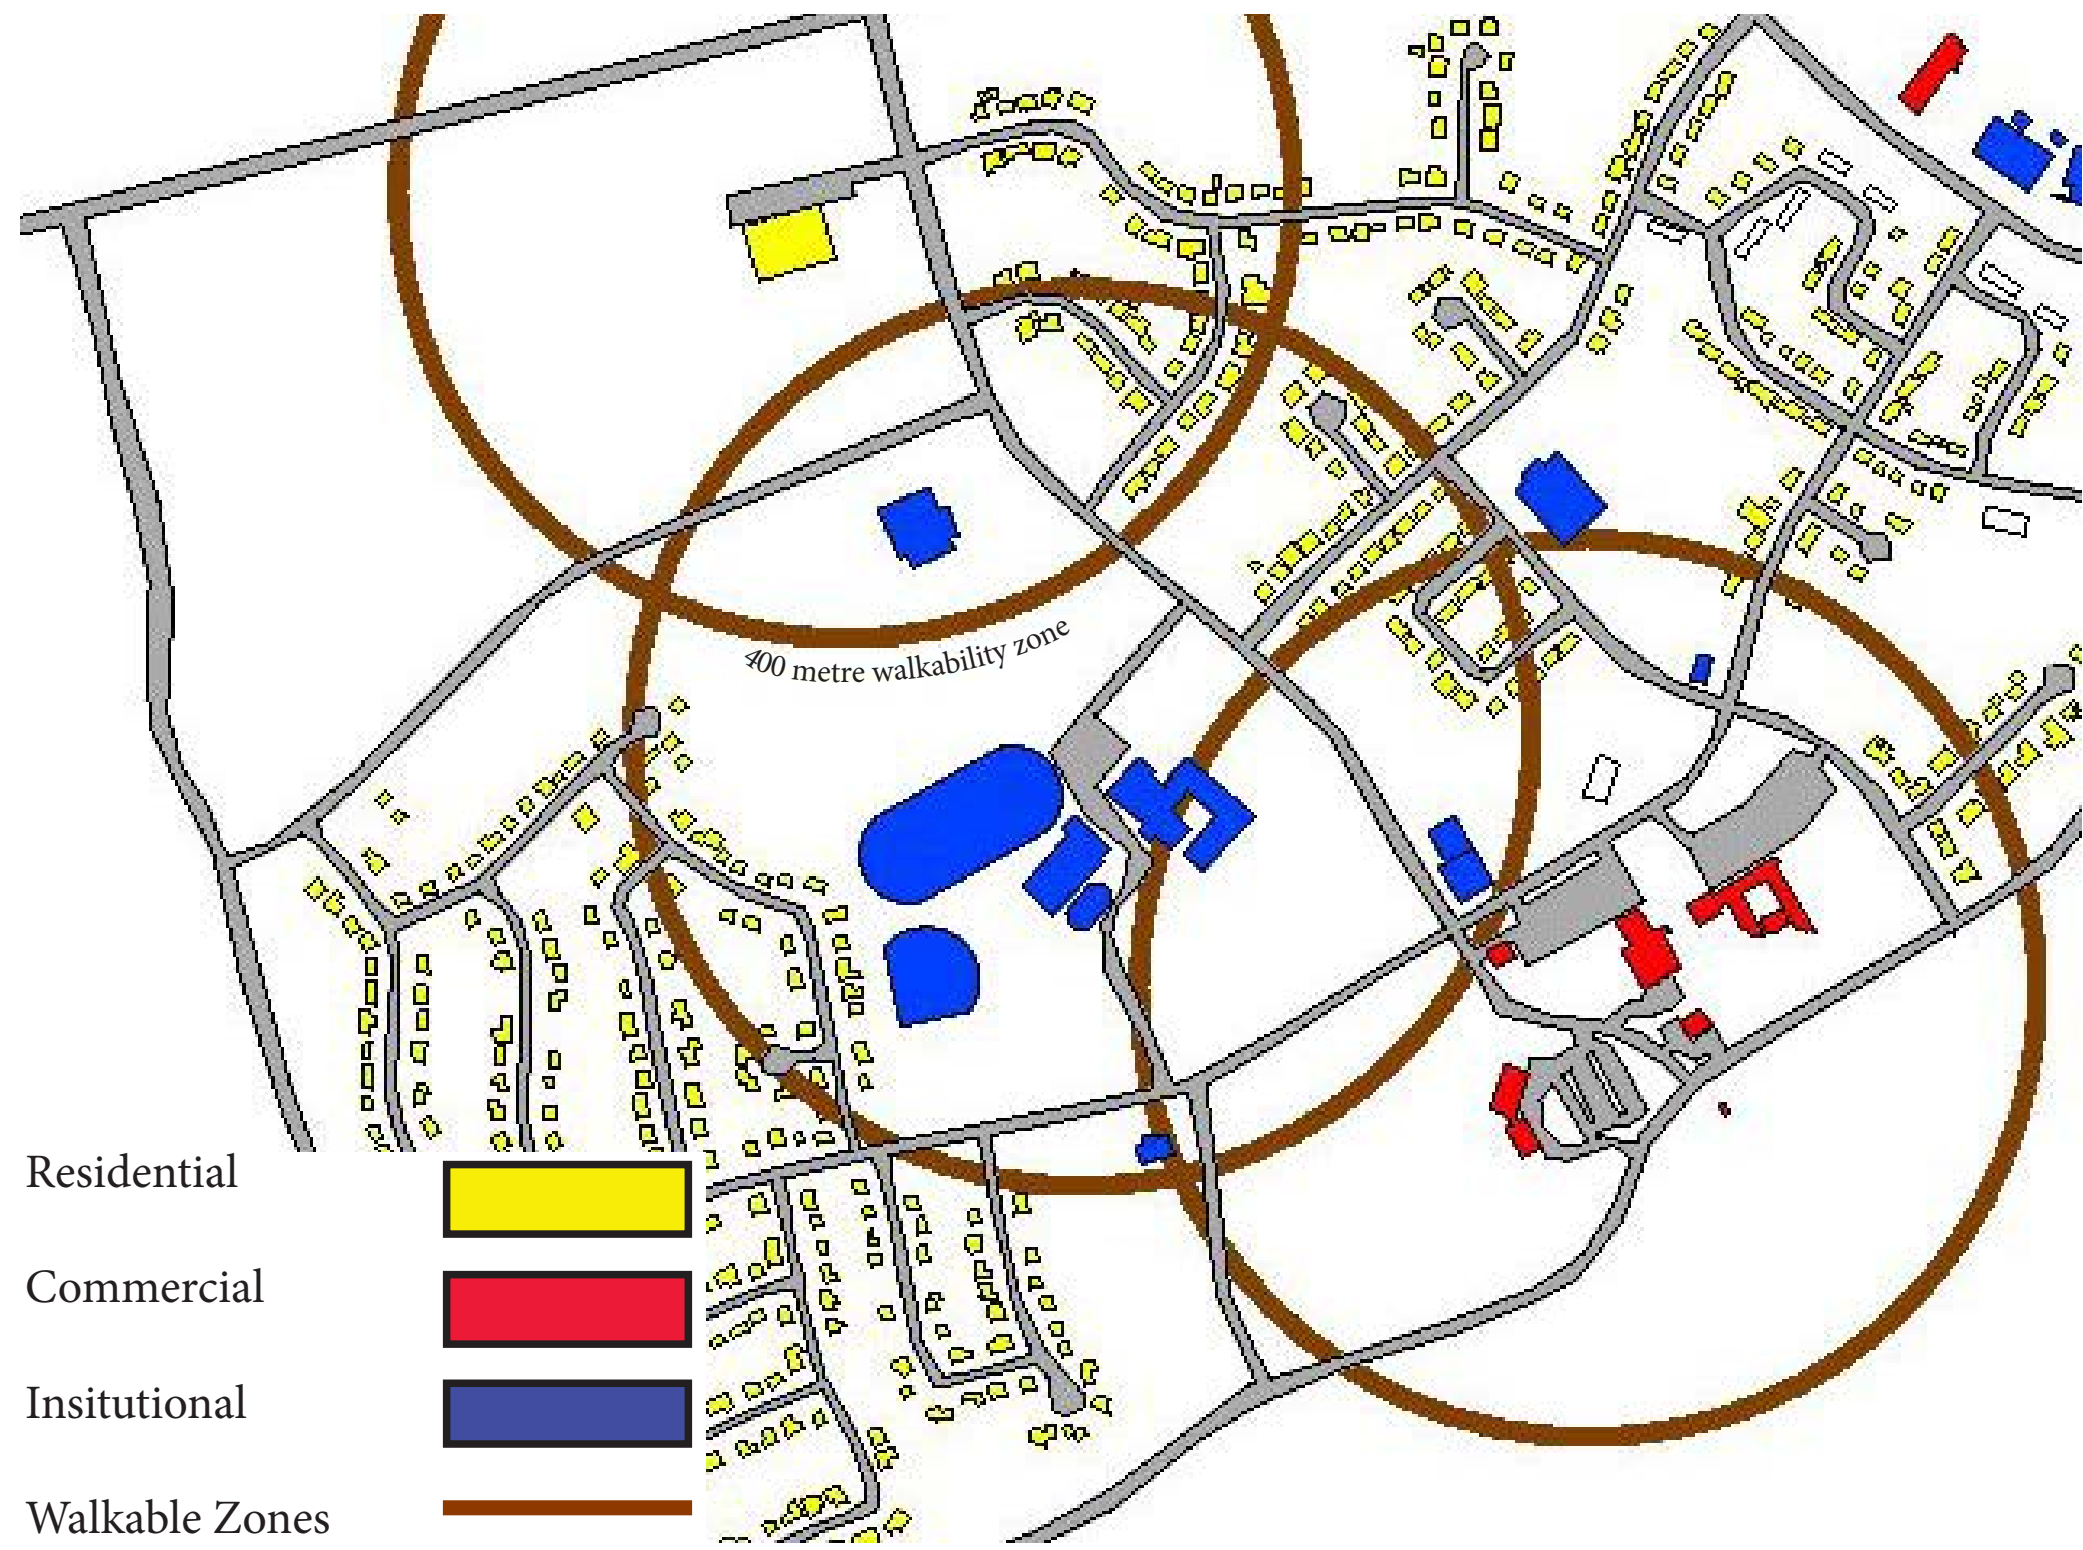 400 metre walkability zone
Residential
Commercial
Insitutional
Walkable Zones